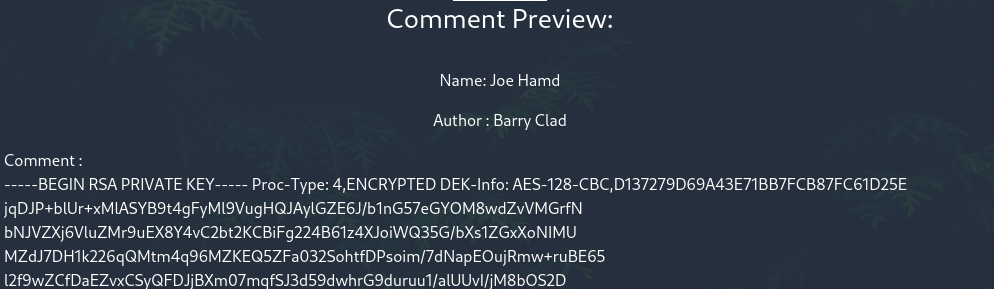 Comment Preview:
Name: Joe Hamd
Author : Barry Clad
Comment :
-----BEGIN RSA PRIVATE KEY----- Proc-Type: 4,ENCRYPTED DEK-Info: AES-128-CBC,D137279D69A43E71BB7FCB87FC61D25E
jqDJP+blUr+xMlASYB9t4gFyMl9VugHQJAylGZE6J/b1nG57eGYOM8wdZvVMGrfN
bNJVZXj6VluZMr9uEX8Y4vC2bt2KCBiFg224B61z4XJoiWQ35G/bXs1ZGxXoNIMU
MZdJ7DH1k226qQMtm4q96MZKEQ5ZFa032SohtfDPsoim/7dNapEOujRmw+ruBE65
l2f9wZCfDaEZvxCSyQFDJjBXm07mqfSJ3d59dwhrG9duruu1/alUUvI/jM8bOS2D